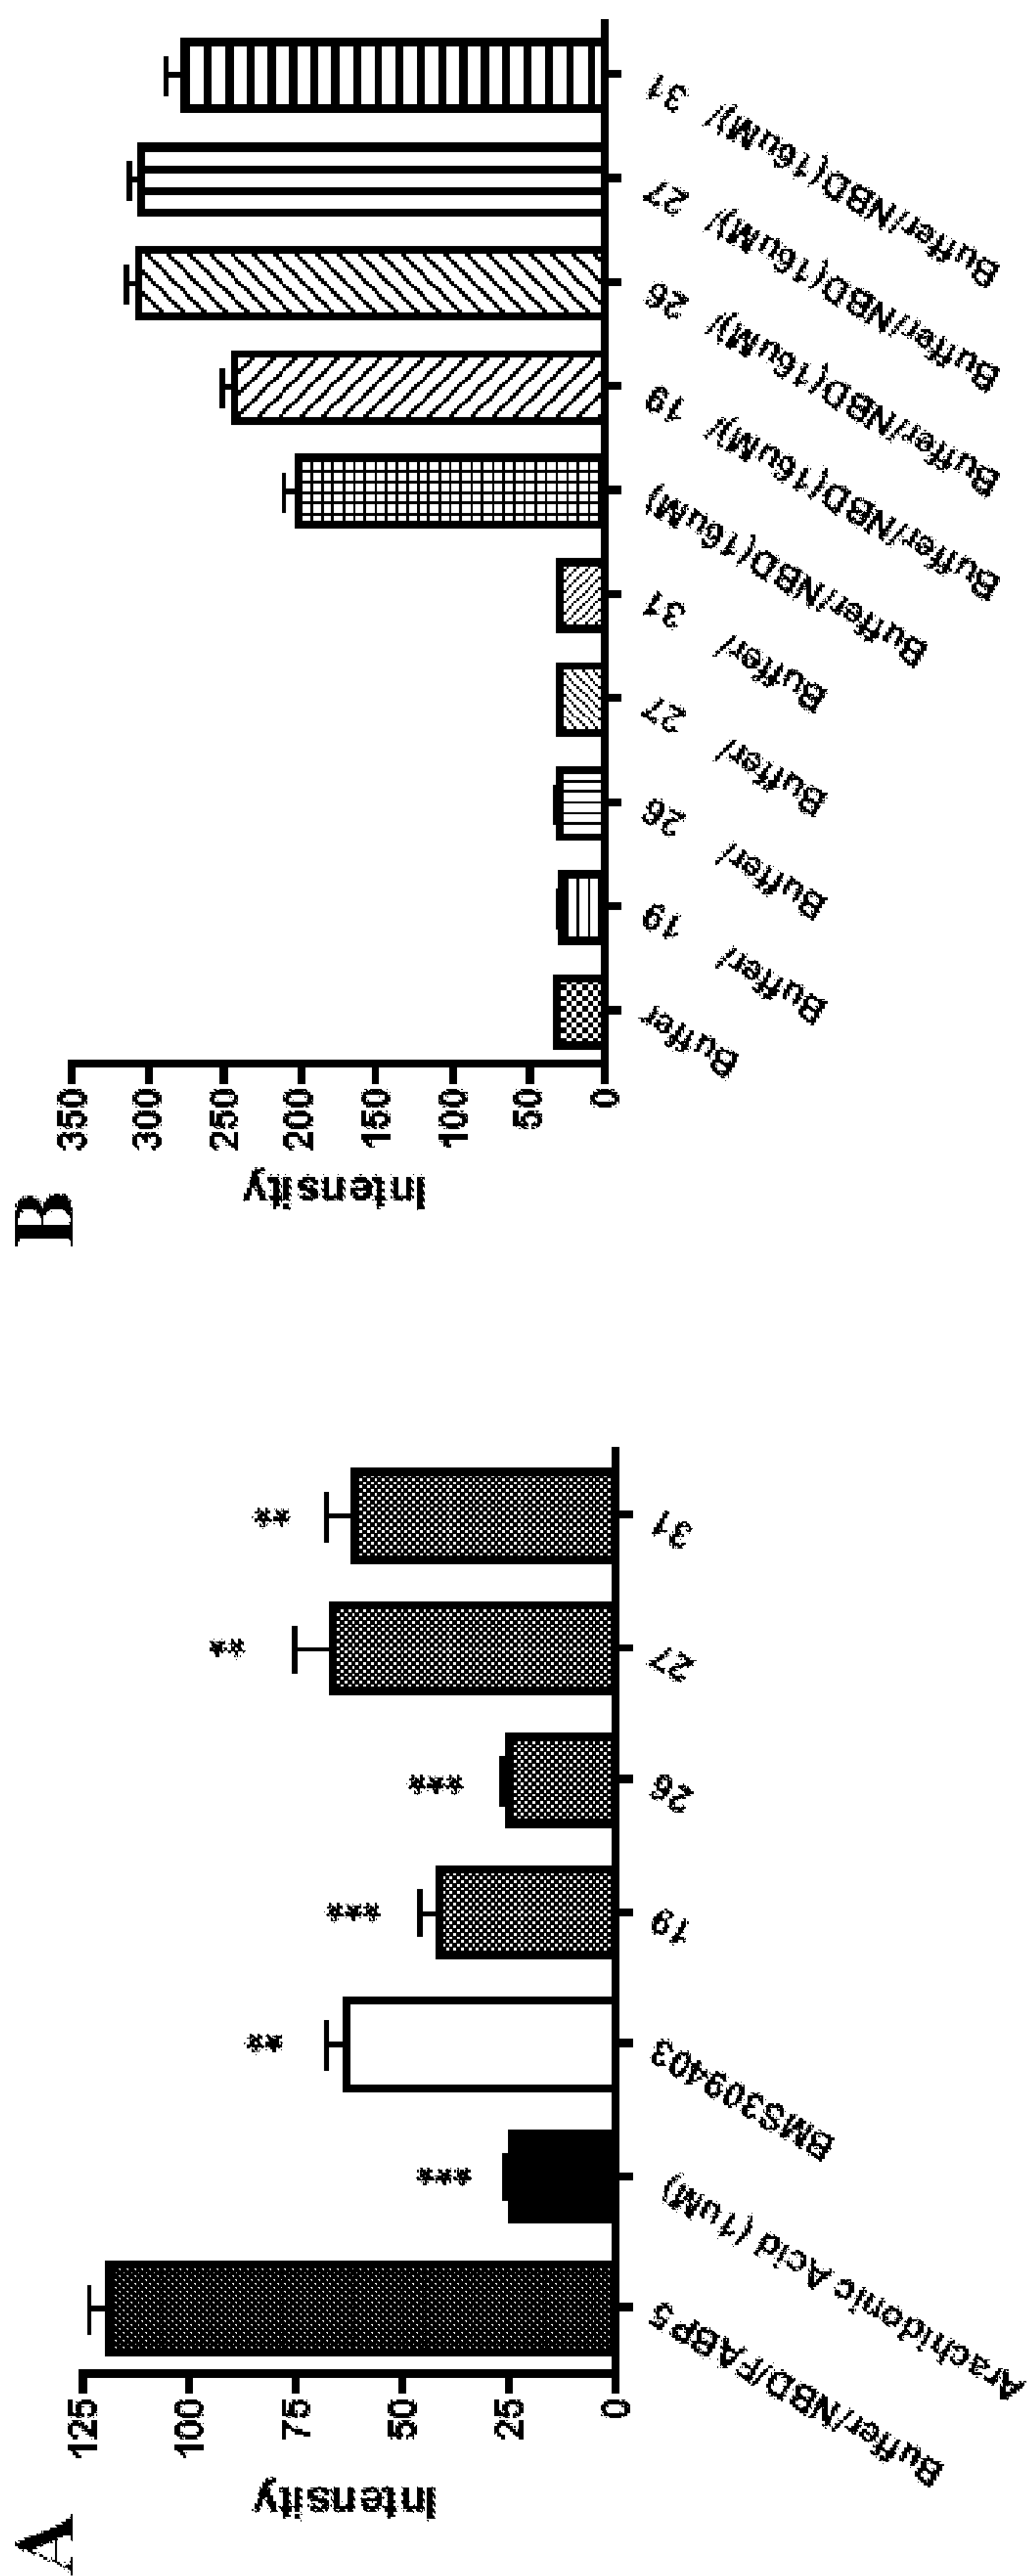 A
Intensity
125
100
75
50
25
0
**
***
***
**
**
***
Buffer/NBD/FABP5
Arachidonic Acid (1uM)
BMS309403
19
26
27
31
B
Intensity
350
300
250
200
150
100
50
0
Buffer
Buffer/ 19
Buffer/ 26
Buffer/ 27
Buffer/ 31
Buffer/NBD(16uM)
Buffer/NBD(16uM)/ 19
Buffer/NBD(16uM)/ 26
Buffer/NBD(16uM)/ 27
Buffer/NBD(16uM)/ 31